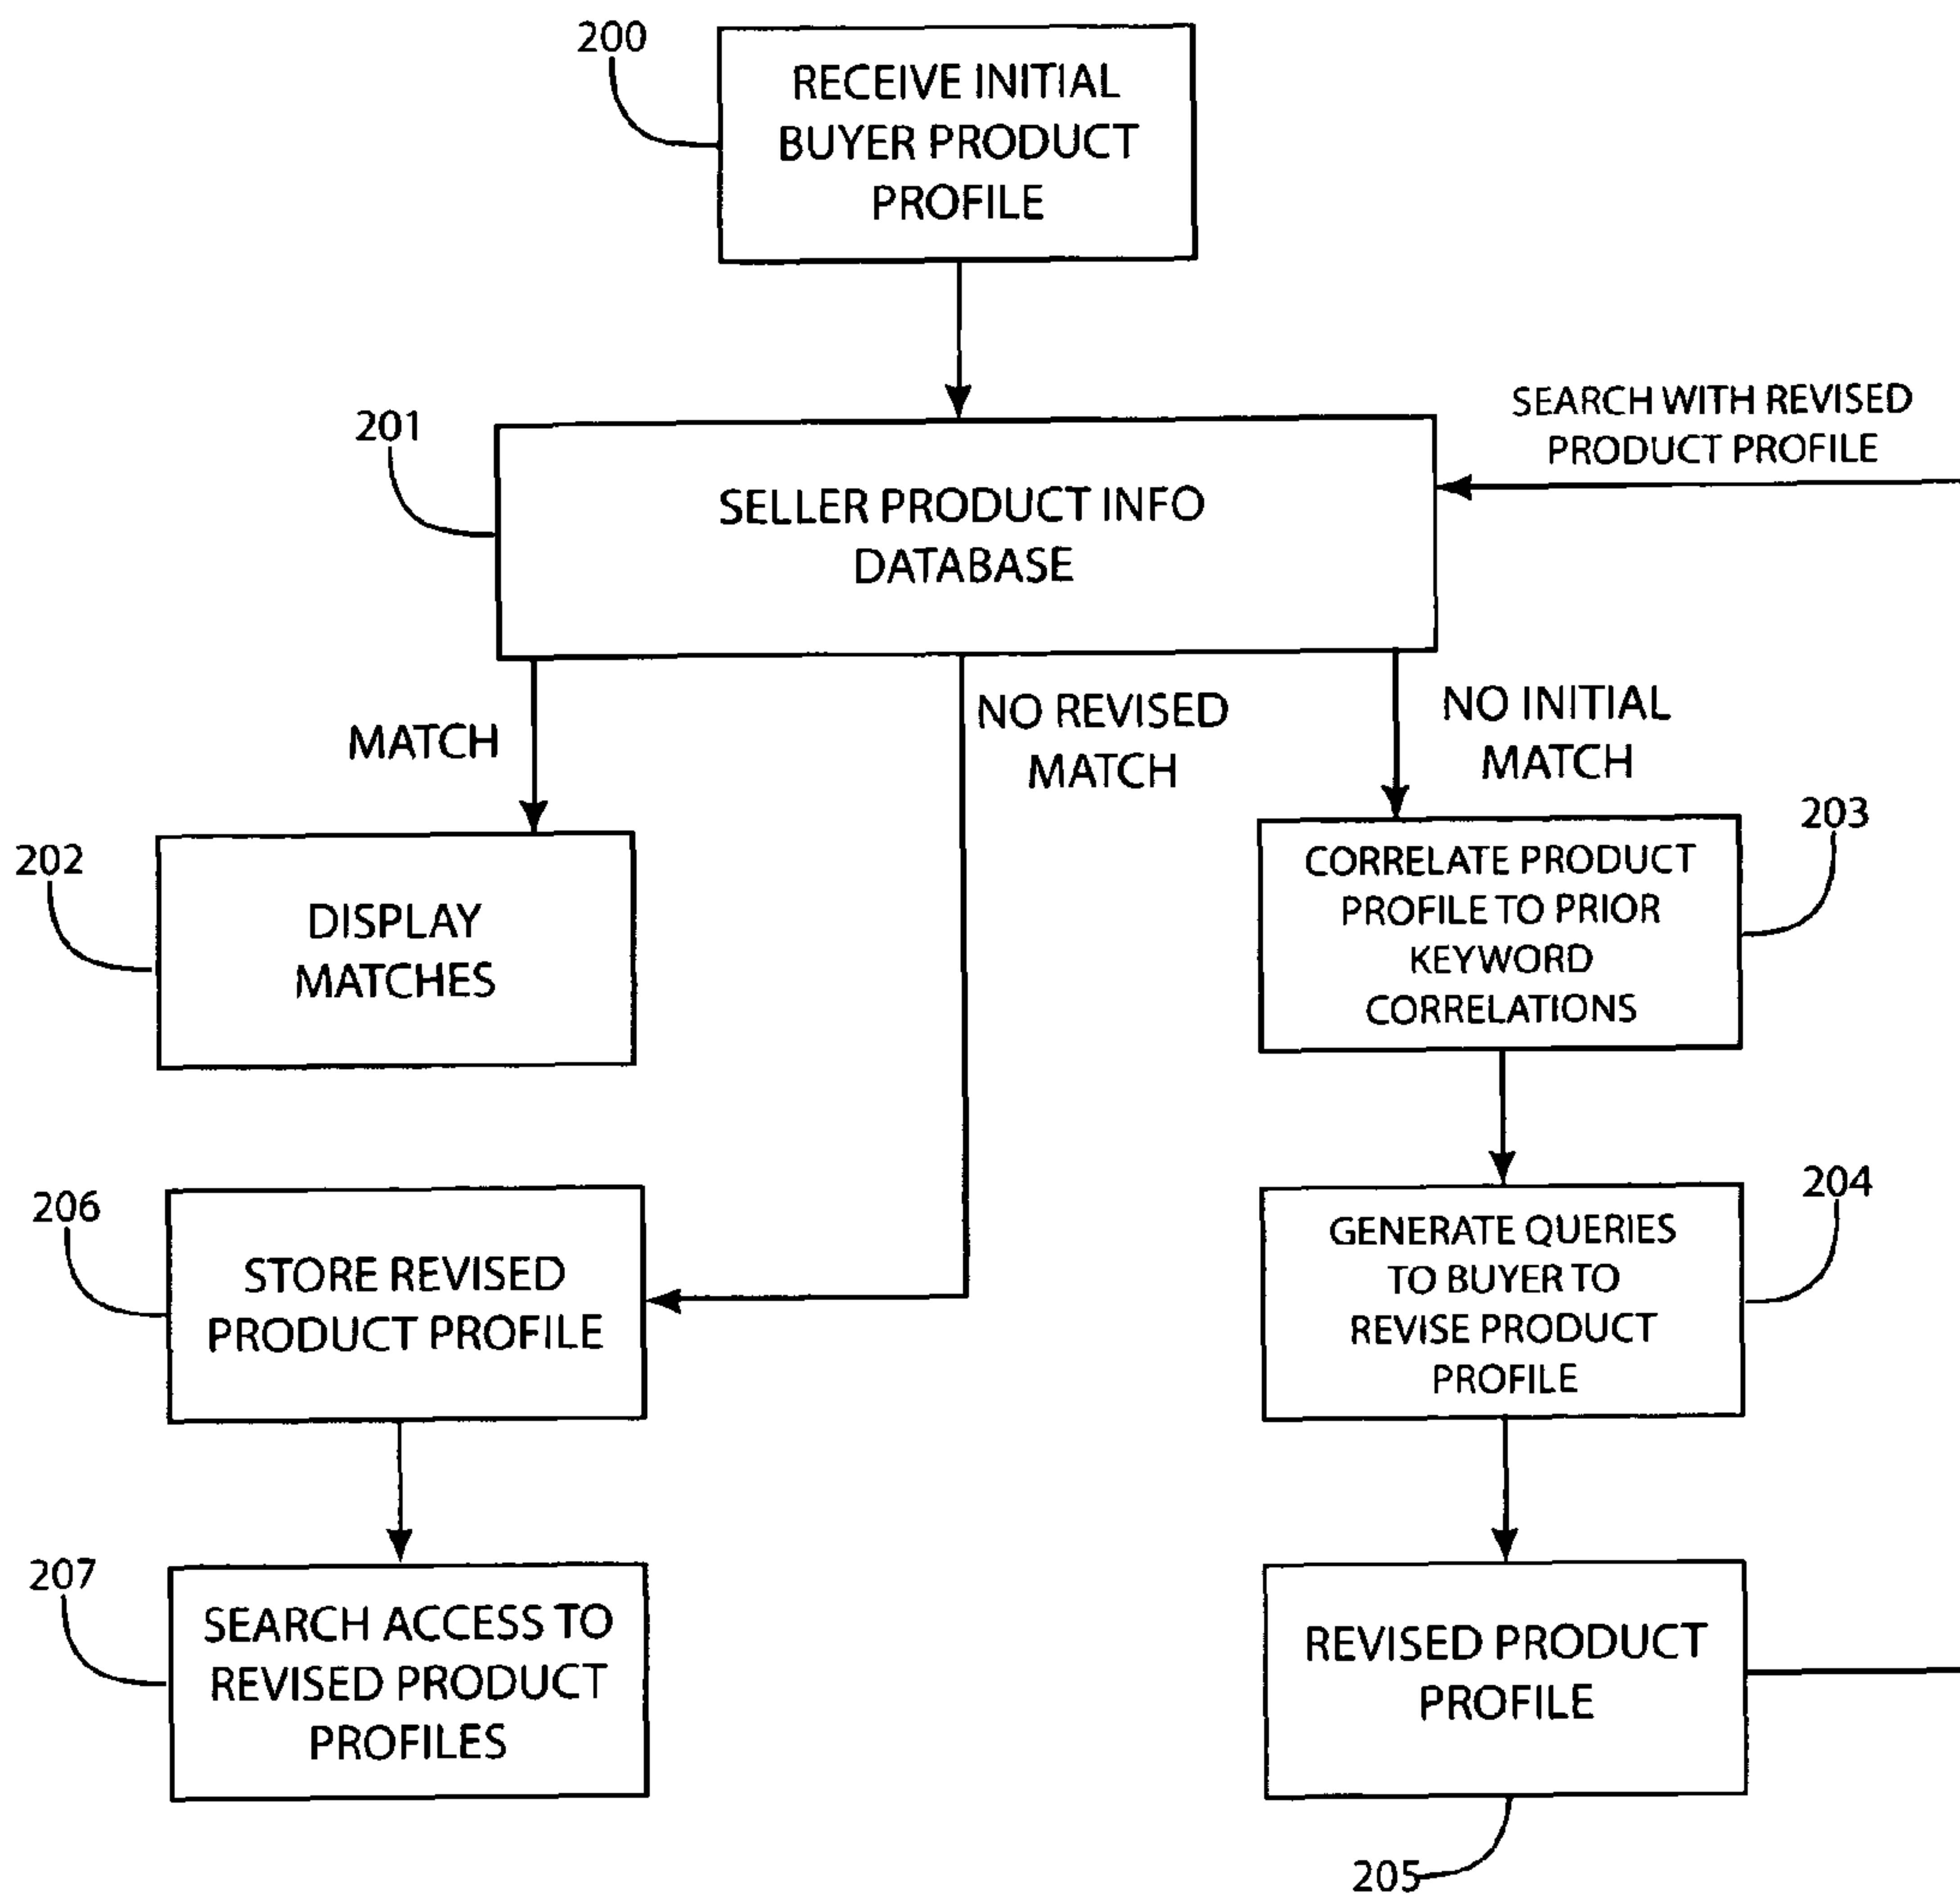 200
RECEIVE INITIAL
BUYER PRODUCT
PROFILE
201
SELLER PRODUCT INFO
DATABASE
SEARCH WITH REVISED
PRODUCT PROFILE
MATCH
NO REVISED
MATCH
NO INITIAL
MATCH
202
DISPLAY
MATCHES
203
CORRELATE PRODUCT
PROFILE TO PRIOR
KEYWORD
CORRELATIONS
206
STORE REVISED
PRODUCT PROFILE
204
GENERATE QUERIES
TO BUYER TO
REVISE PRODUCT
PROFILE
207
SEARCH ACCESS TO
REVISED PRODUCT
PROFILES
REVISED PRODUCT
PROFILE
205